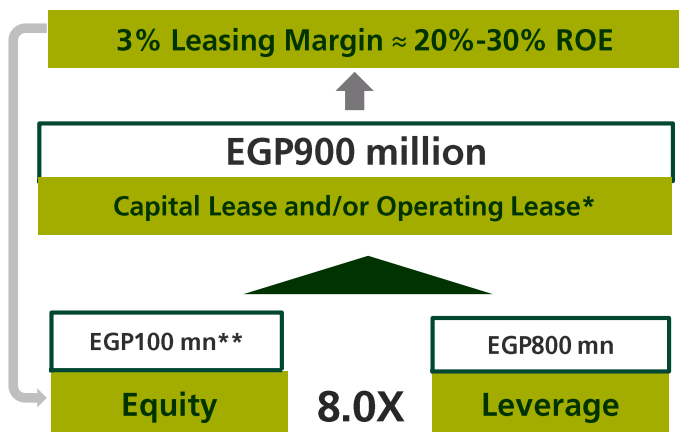 3% Leasing Margin ≈ 20%-30% ROE
EGP900 million
Capital Lease and/or Operating Lease*
EGP100 mn**
EGP800 mn
Equity
8.0X
Leverage